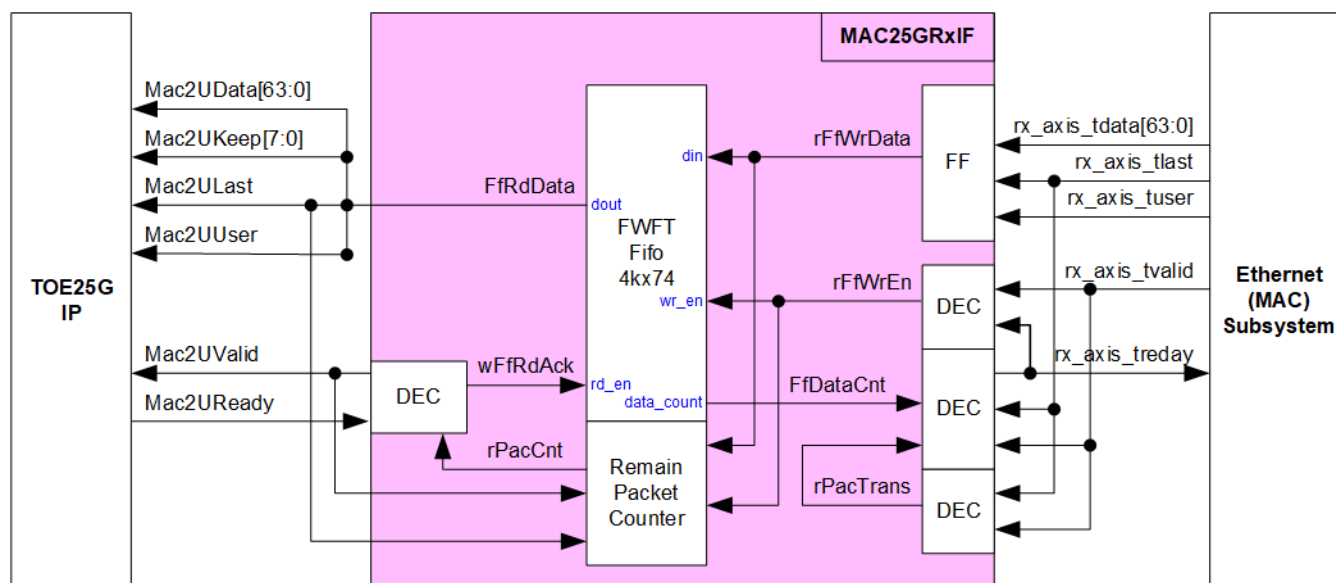 MAC25GRxIF
Mac2UData[63:0]
Mac2UKeep[7:0]
Mac2ULast
Mac2UUser
Mac2UValid
Mac2UReady
TOE25G
IP
FfRdData
wFfRdAck
rPacCnt
DEC
din
dout
FWFT
Fifo
4kx74
wr_en
rd_en
data_count
Remain
Packet
Counter
rFfWrData
rFfWrEn
FfDataCnt
rPacTrans
FF
DEC
DEC
DEC
rx_axis_tdata[63:0]
rx_axis_tlast
rx_axis_tuser
rx_axis_tvalid
rx_axis_treday
Ethernet
(MAC)
Subsystem